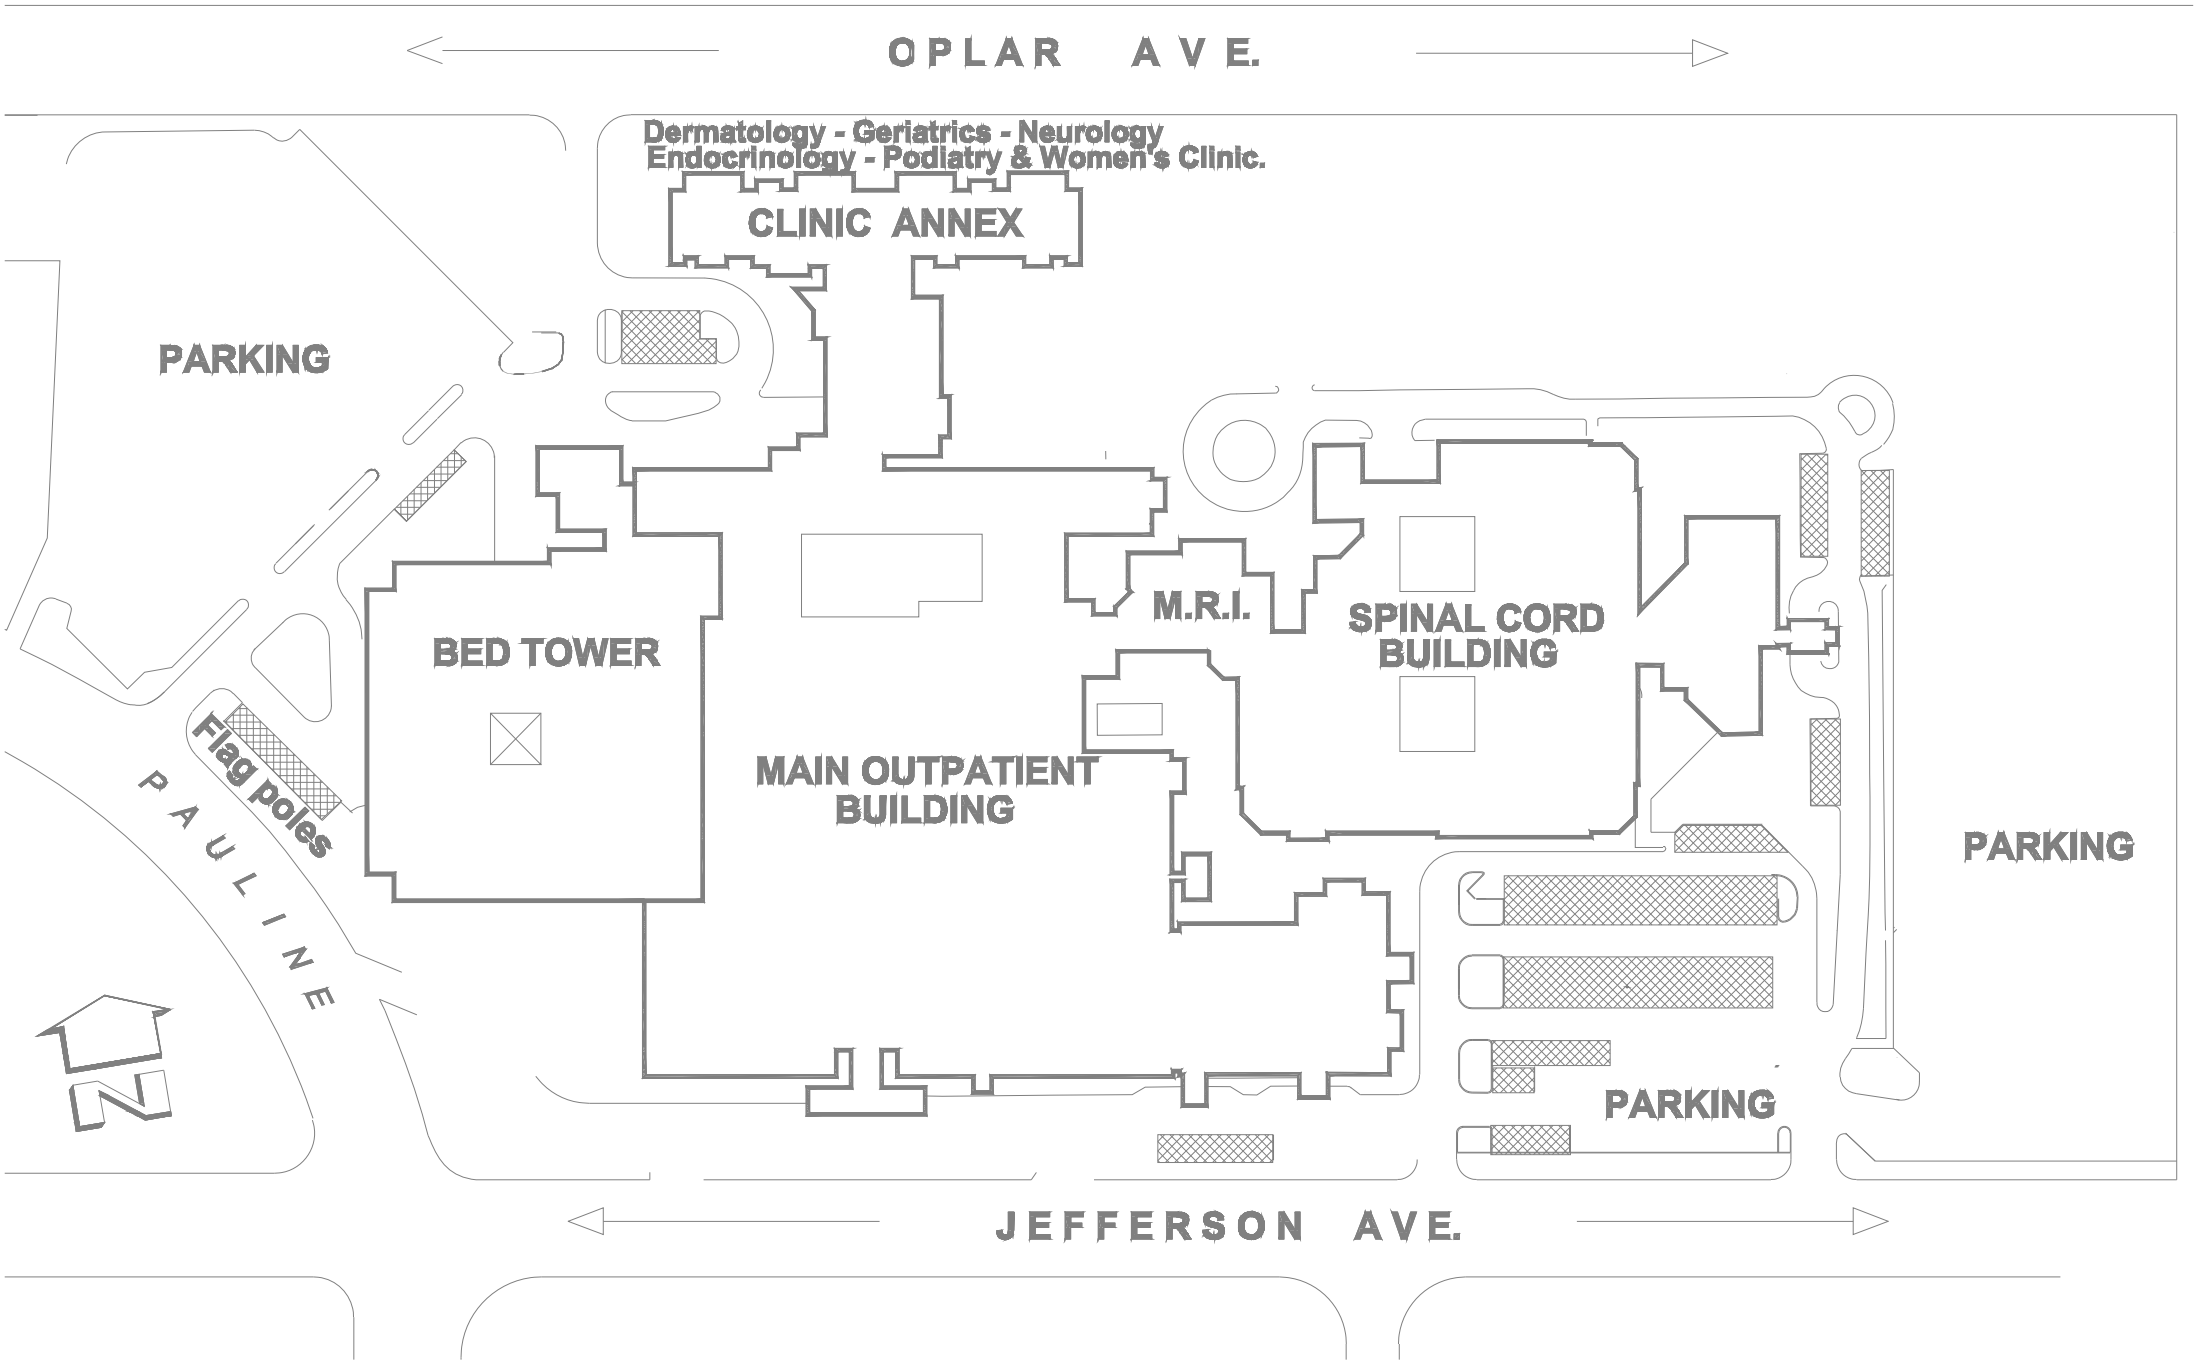 OPLAR AVE.
Dermatology - Geriatrics - Neurology
Endocrinology - Podiatry & Women's Clinic.
CLINIC ANNEX
PARKING
M.R.I.
SPINAL CORD
BUILDING
BED TOWER
MAIN OUTPATIENT
BUILDING
Flag poles
PAULINE
PARKING
N
PARKING
JEFFERSON AVE.